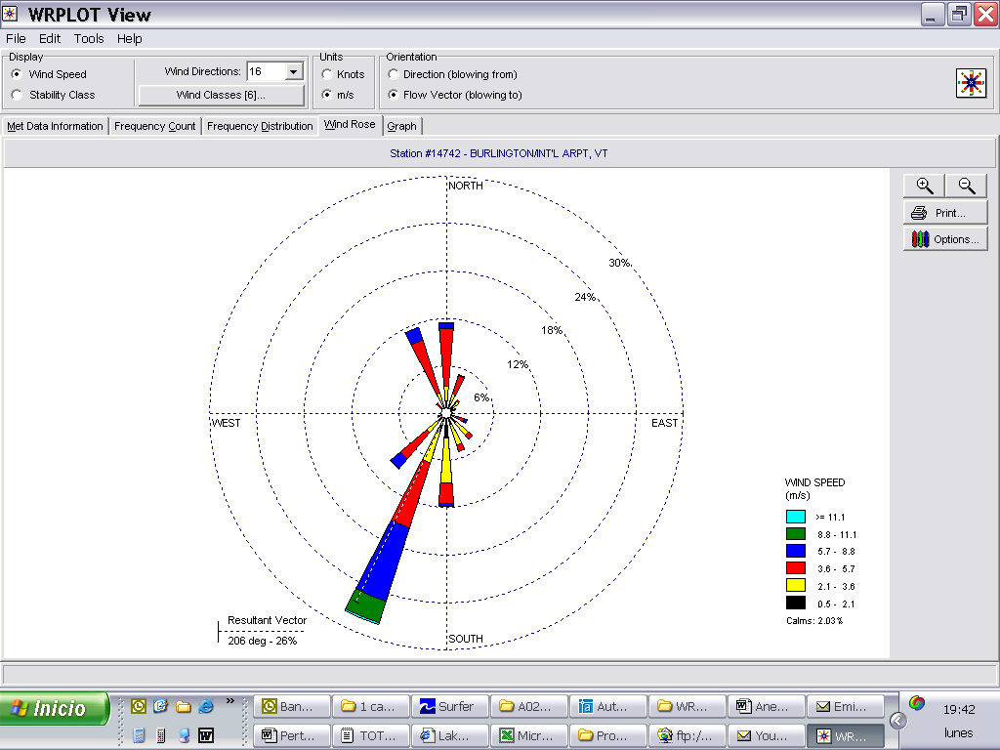 WRPLOT View
File Edit Tools Help
Display Units Orientation
Wind Speed Wind Directions: 16 Knots Direction (blowing from)
Stability Class Wind Classes [6]... m/s Flow Vector (blowing to)
Met Data Information Frequency Count Frequency Distribution Wind Rose Graph
Station #14742 - BURLINGTON/INT'L ARPT, VT
NORTH
Print...
Options...
30%
24%
18%
12%
6%
WEST EAST
WIND SPEED
(m/s)
>= 11.1
8.8 - 11.1
5.7 - 8.8
3.6 - 5.7
2.1 - 3.6
0.5 - 2.1
Calms: 2.03%
Resultant Vector
206 deg - 26%
SOUTH
Inicio » Ban... 1 ca... Surfer A02... Aut... WR... Ane... Emi... 19:42
Pert... TOT... Lak... Micr... Pro... ftp:/... You... WR... lunes